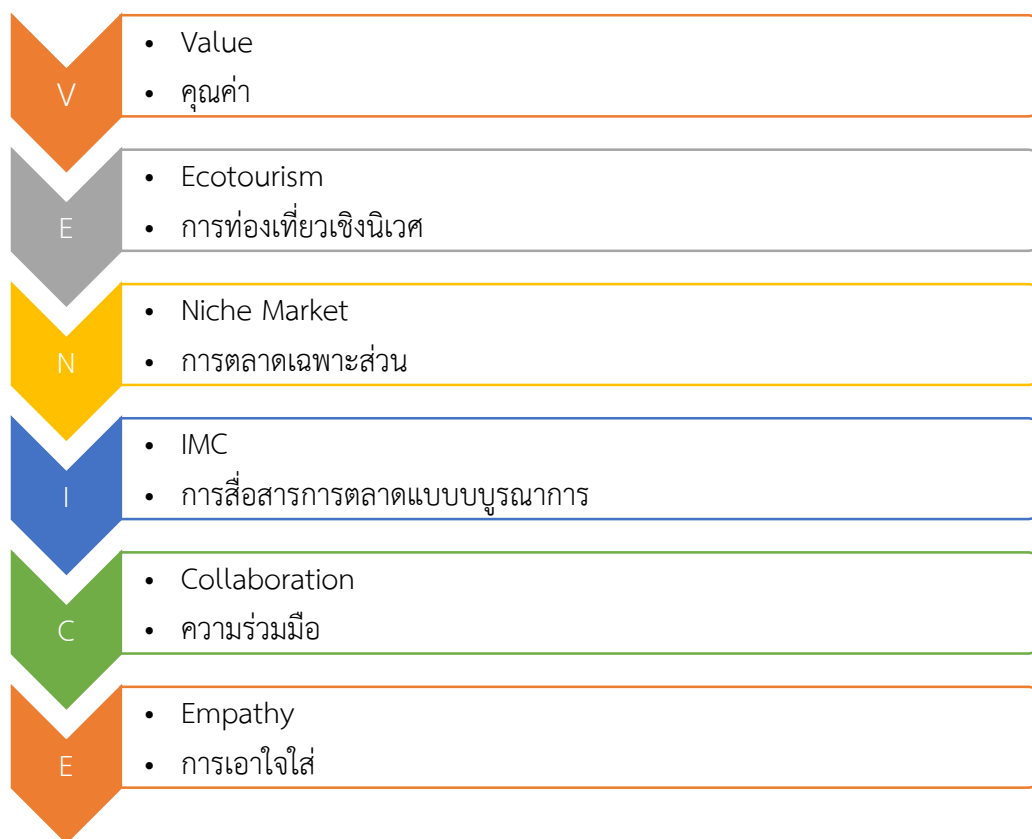 V
• Value
• คุณค่า
E
• Ecotourism
• การท่องเที่ยวเชิงนิเวศ
N
• Niche Market
• การตลาดเฉพาะส่วน
I
• IMC
• การสื่อสารการตลาดแบบบบูรณาการ
C
• Collaboration
• ความร่วมมือ
E
• Empathy
• การเอาใจใส่